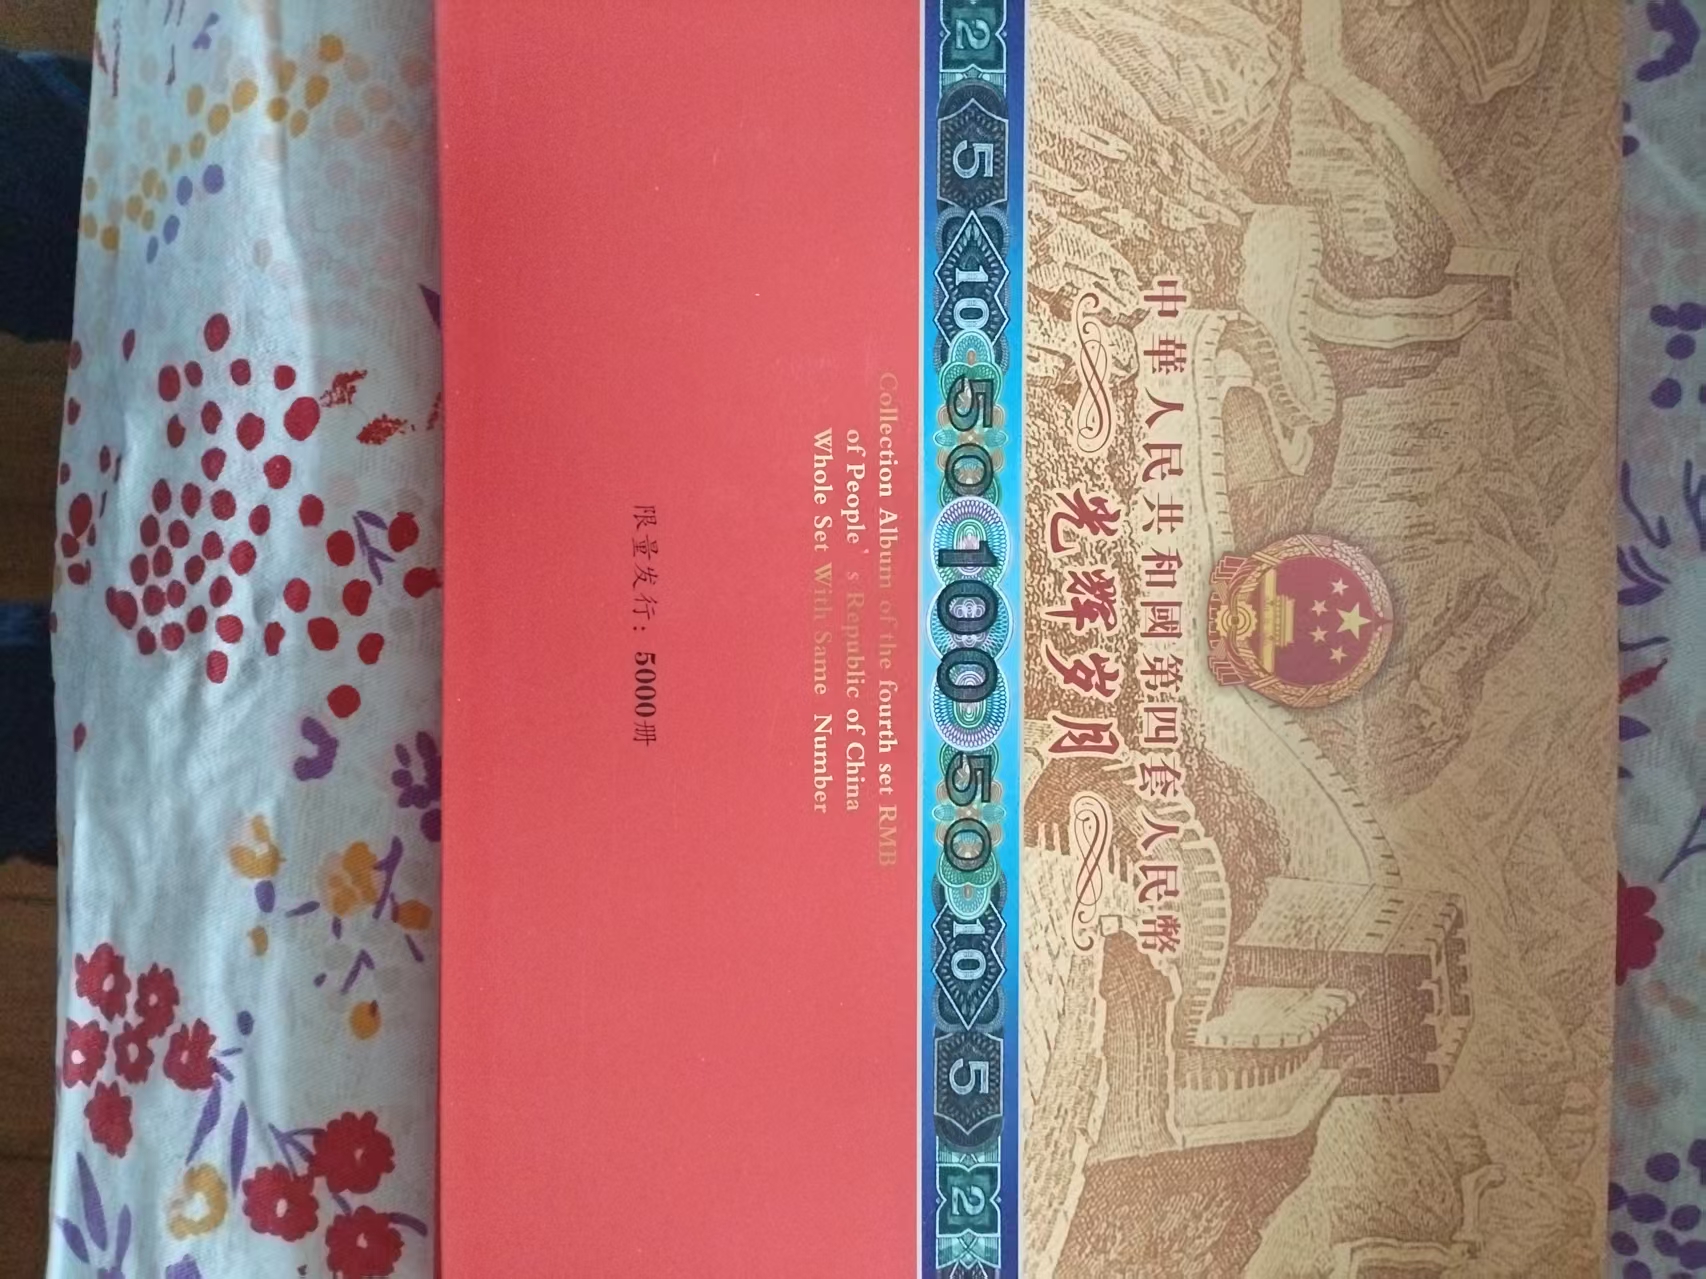 中華人民共和國第四套人民幣
光輝岁月
2 5 10 50 100 50 10 5 2
Collection Album of the fourth set RMB
of People's Republic of China
Whole Set With Same Number
限量发行：5000册